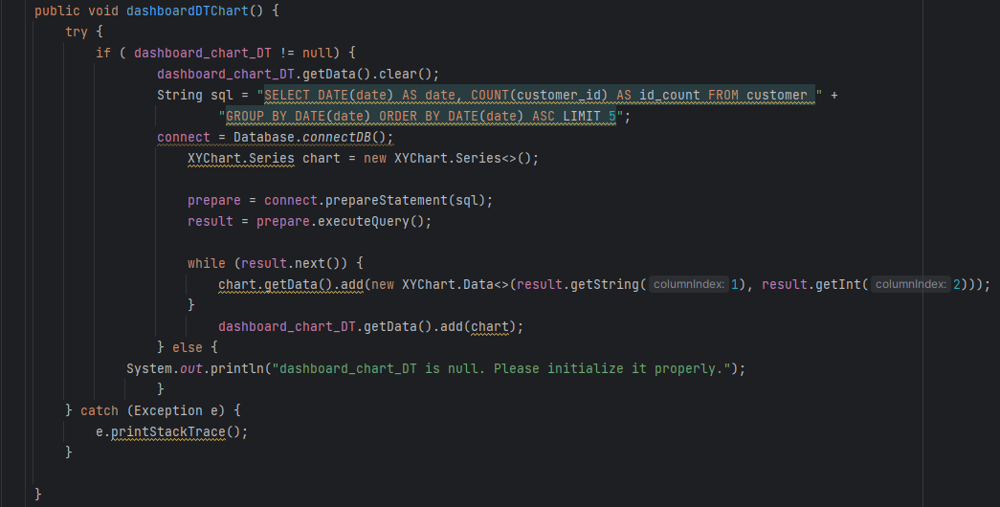 public void dashboardDTChart() {
try {
if ( dashboard_chart_DT != null) {
dashboard_chart_DT.getData().clear();
String sql = "SELECT DATE(date) AS date, COUNT(customer_id) AS id_count FROM customer " +
"GROUP BY DATE(date) ORDER BY DATE(date) ASC LIMIT 5";
connect = Database.connectDB();
XYChart.Series chart = new XYChart.Series<>();
prepare = connect.prepareStatement(sql);
result = prepare.executeQuery();
while (result.next()) {
chart.getData().add(new XYChart.Data<>(result.getString( columnIndex: 1), result.getInt( columnIndex: 2)));
}
dashboard_chart_DT.getData().add(chart);
} else {
System.out.println("dashboard_chart_DT is null. Please initialize it properly.");
}
} catch (Exception e) {
e.printStackTrace();
}
}